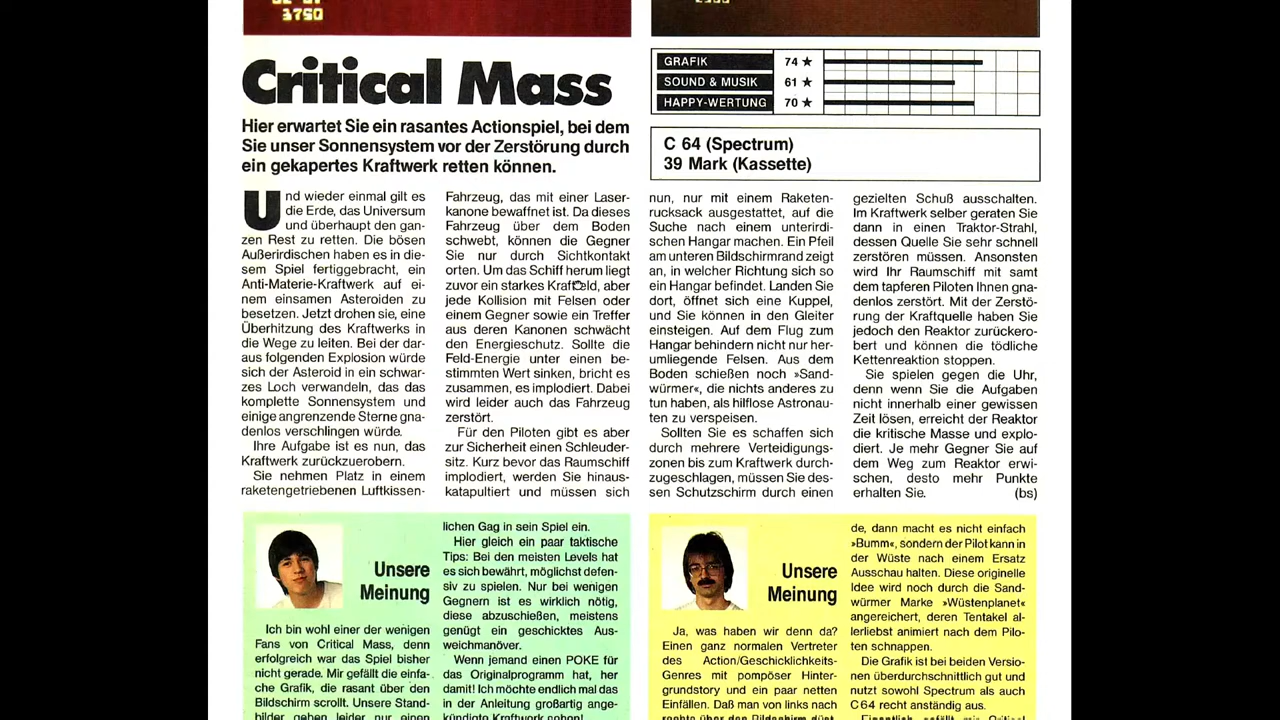 3750
Critical Mass
Hier erwartet Sie ein rasantes Actionspiel, bei dem
Sie unser Sonnensystem vor der Zerstörung durch
ein gekapertes Kraftwerk retten können.
GRAFIK 74 ★
SOUND & MUSIK 61 ★
HAPPY-WERTUNG 70 ★
C 64 (Spectrum)
39 Mark (Kassette)
Und wieder einmal gilt es
die Erde, das Universum
und überhaupt den gan-
zen Rest zu retten. Die bösen
Außerirdischen haben es in die-
sem Spiel fertiggebracht, ein
Anti-Materie-Kraftwerk auf ei-
nem einsamen Asteroiden zu
besetzen. Jetzt drohen sie, eine
Überhitzung des Kraftwerks in
die Wege zu leiten. Bei der dar-
aus folgenden Explosion würde
sich der Asteroid in ein schwar-
zes Loch verwandeln, das das
komplette Sonnensystem und
einige angrenzende Sterne gna-
denlos verschlingen würde.
Ihre Aufgabe ist es nun, das
Kraftwerk zurückzuerobern.
Sie nehmen Platz in einem
raketengetriebenen Luftkissen-
Fahrzeug, das mit einer Laser-
kanone bewaffnet ist. Da dieses
Fahrzeug über dem Boden
schwebt, können die Gegner
Sie nur durch Sichtkontakt
orten. Um das Schiff herum liegt
zuvor ein starkes Kraftfeld, aber
jede Kollision mit Felsen oder
einem Gegner sowie ein Treffer
aus deren Kanonen schwächt
den Energieschutz. Sollte die
Feld-Energie unter einen be-
stimmten Wert sinken, bricht es
zusammen, es implodiert. Dabei
wird leider auch das Fahrzeug
zerstört.
Für den Piloten gibt es aber
zur Sicherheit einen Schleuder-
sitz. Kurz bevor das Raumschiff
implodiert, werden Sie hinaus-
katapultiert und müssen sich
nun, nur mit einem Raketen-
rucksack ausgestattet, auf die
Suche nach einem unterirdi-
schen Hangar machen. Ein Pfeil
am unteren Bildschirmrand zeigt
an, in welcher Richtung sich so
ein Hangar befindet. Landen Sie
dort, öffnet sich eine Kuppel,
und Sie können in den Gleiter
einsteigen. Auf dem Flug zum
Hangar behindern nicht nur her-
umliegende Felsen. Aus dem
Boden schießen noch »Sand-
würmer«, die nichts anderes zu
tun haben, als hilflose Astronau-
ten zu verspeisen.
Sollten Sie es schaffen sich
durch mehrere Verteidigungs-
zonen bis zum Kraftwerk durch-
zugeschlagen, müssen Sie des-
sen Schutzschirm durch einen
gezielten Schuß ausschalten.
Im Kraftwerk selber geraten Sie
dann in einen Traktor-Strahl,
dessen Quelle Sie sehr schnell
zerstören müssen. Ansonsten
wird Ihr Raumschiff mit samt
dem tapferen Piloten Ihnen gna-
denlos zerstört. Mit der Zerstö-
rung der Kraftquelle haben Sie
jedoch den Reaktor zurückero-
bert und können die tödliche
Kettenreaktion stoppen.
Sie spielen gegen die Uhr,
denn wenn Sie die Aufgaben
nicht innerhalb einer gewissen
Zeit lösen, erreicht der Reaktor
die kritische Masse und explo-
diert. Je mehr Gegner Sie auf
dem Weg zum Reaktor erwi-
schen, desto mehr Punkte
erhalten Sie. (bs)
Unsere
Meinung
Ich bin wohl einer der wenigen
Fans von Critical Mass, denn
erfolgreich war das Spiel bisher
nicht gerade. Mir gefällt die einfa-
che Grafik, die rasant über den
Bildschirm scrollt. Unsere Stand-
bilder geben leider nur einen
lichen Gag in sein Spiel ein.
Hier gleich ein paar taktische
Tips: Bei den meisten Levels hat
es sich bewährt, möglichst defen-
siv zu spielen. Nur bei wenigen
Gegnern ist es wirklich nötig,
diese abzuschießen, meistens
genügt ein geschicktes Aus-
weichmanöver.
Wenn jemand einen POKE für
das Originalprogramm hat, her
damit! Ich möchte endlich mal das
in der Anleitung großartig ange-
kündigte Kraftwerk sehen!
Unsere
Meinung
Ja, was haben wir denn da?
Einen ganz normalen Vertreter
des Action/Geschicklichkeits-
Genres mit pompöser Hinter-
grundstory und ein paar netten
Einfällen. Daß man von links nach
rechts über den Bildschirm düst,
de, dann macht es nicht einfach
»Bumm«, sondern der Pilot kann in
der Wüste nach einem Ersatz
Ausschau halten. Diese originelle
Idee wird noch durch die Sand-
würmer Marke »Wüstenplanet«
angereichert, deren Tentakel al-
lerliebst animiert nach dem Pilo-
ten schnappen.
Die Grafik ist bei beiden Versio-
nen überdurchschnittlich gut und
nutzt sowohl Spectrum als auch
C 64 recht anständig aus.
Eigentlich gefällt mir Critical